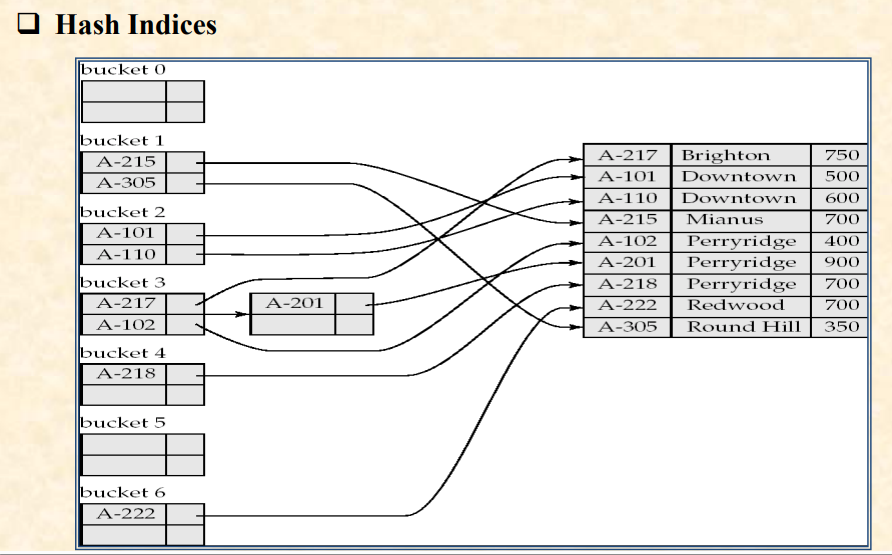 ❑ Hash Indices
bucket 0
bucket 1
A-215
A-305
bucket 2
A-101
A-110
bucket 3
A-217
A-102
A-201
bucket 4
A-218
bucket 5
bucket 6
A-222
A-217 Brighton 750
A-101 Downtown 500
A-110 Downtown 600
A-215 Mianus 700
A-102 Perryridge 400
A-201 Perryridge 900
A-218 Perryridge 700
A-222 Redwood 700
A-305 Round Hill 350